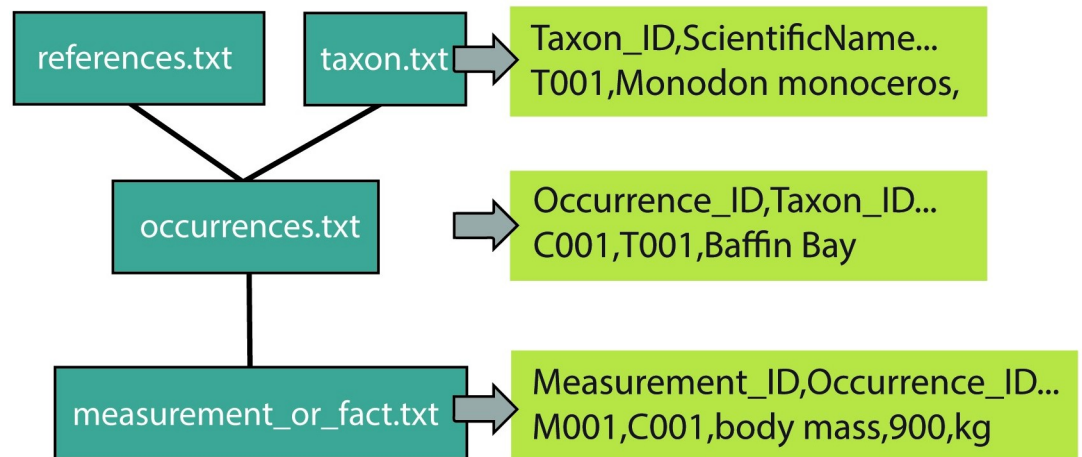 references.txt
taxon.txt
Taxon_ID,ScientificName...
T001,Monodon monoceros,
occurrences.txt
Occurrence_ID,Taxon_ID...
C001,T001,Baffin Bay
measurement_or_fact.txt
Measurement_ID,Occurrence_ID...
M001,C001,body mass,900,kg